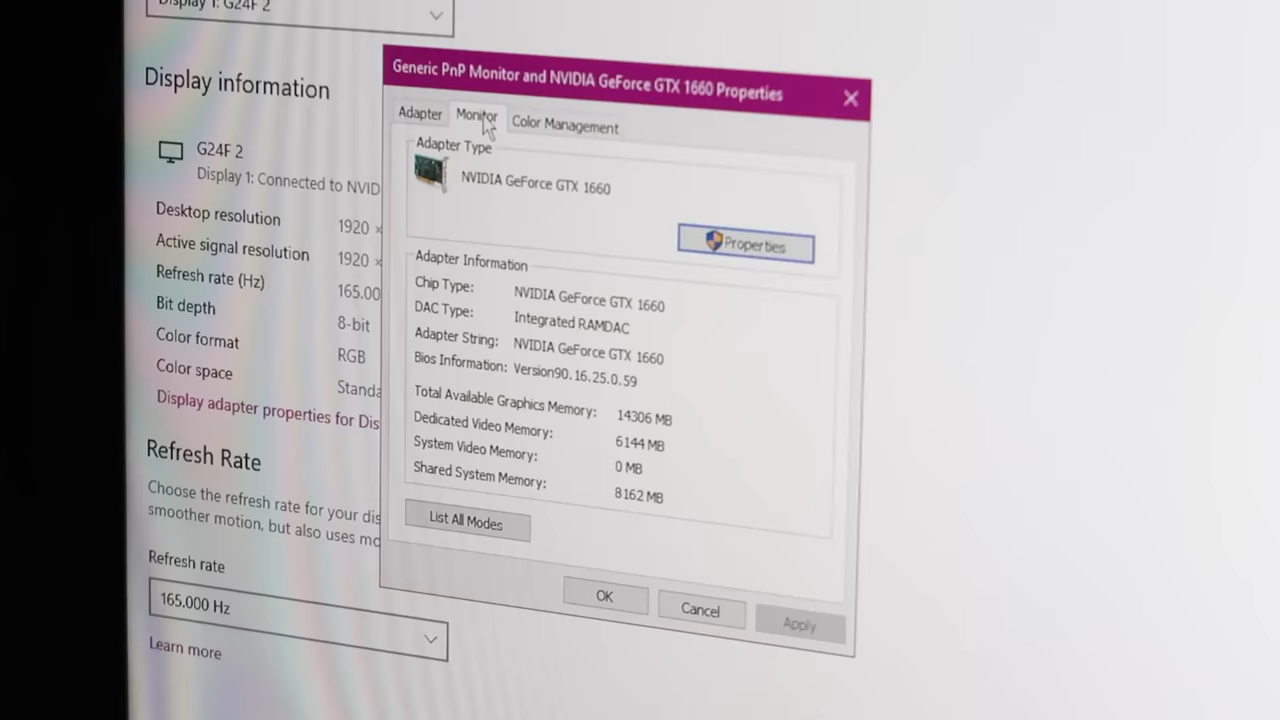 Display 1: G24F 2
Display information
G24F 2
Display 1: Connected to NVID
Desktop resolution 1920 ×
Active signal resolution 1920 ×
Refresh rate (Hz) 165.00
Bit depth 8-bit
Color format RGB
Color space Standa
Display adapter properties for Dis
Refresh Rate
Choose the refresh rate for your dis
smoother motion, but also uses mo
Refresh rate
165.000 Hz
Learn more
Generic PnP Monitor and NVIDIA GeForce GTX 1660 Properties
Adapter Monitor Color Management
Adapter Type
NVIDIA GeForce GTX 1660
Properties
Adapter Information
Chip Type: NVIDIA GeForce GTX 1660
DAC Type: Integrated RAMDAC
Adapter String: NVIDIA GeForce GTX 1660
Bios Information: Version90.16.25.0.59
Total Available Graphics Memory: 14306 MB
Dedicated Video Memory: 6144 MB
System Video Memory: 0 MB
Shared System Memory: 8162 MB
List All Modes
OK Cancel Apply